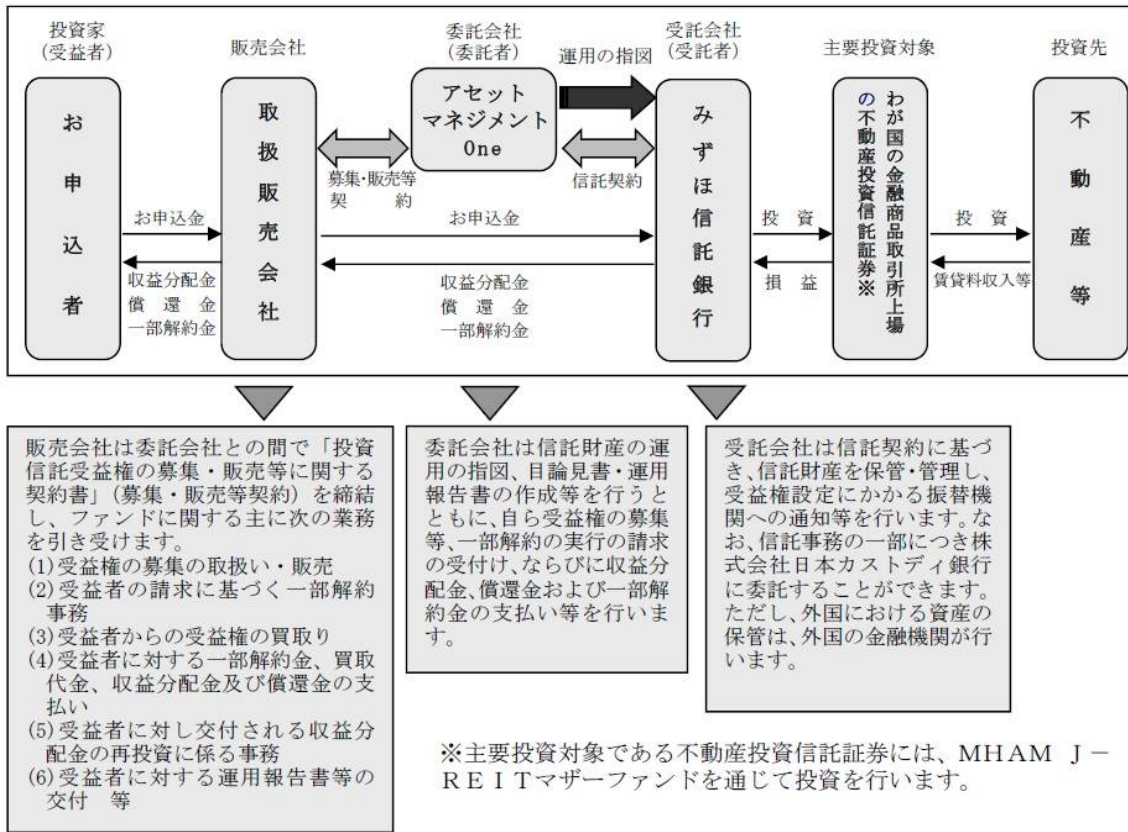 投資家
(受益者)
販売会社
委託会社
(委託者)
運用の指図
受託会社
(受託者)
主要投資対象
投資先
お申込者
取扱販売会社
アセット
マネジメント
One
みずほ信託銀行
わが国の金融商品取引所上場
の不動産投資信託証券※
不動産等
募集・販売等
契　　約
信託契約
お申込金
収益分配金
償　還　金
一部解約金
お申込金
収益分配金
償　還　金
一部解約金
投　資
損　益
投　資
賃貸料収入等
販売会社は委託会社との間で「投資
信託受益権の募集・販売等に関する
契約書」(募集・販売等契約) を締結
し、ファンドに関する主に次の業務
を引き受けます。
(1)受益権の募集の取扱い・販売
(2)受益者の請求に基づく一部解約
事務
(3)受益者からの受益権の買取り
(4)受益者に対する一部解約金、買取
代金、収益分配金及び償還金の支
払い
(5)受益者に対し交付される収益分
配金の再投資に係る事務
(6)受益者に対する運用報告書等の
交付　等
委託会社は信託財産の運
用の指図、目論見書・運用
報告書の作成等を行うと
ともに、自ら受益権の募集
等、一部解約の実行の請求
の受付け、ならびに収益分
配金、償還金および一部解
約金の支払い等を行いま
す。
受託会社は信託契約に基づ
き、信託財産を保管・管理し、
受益権設定にかかる振替機
関への通知等を行います。な
お、信託事務の一部につき株
式会社日本カストディ銀行
に委託することができます。
ただし、外国における資産の
保管は、外国の金融機関が行
います。
※主要投資対象である不動産投資信託証券には、ＭＨＡＭ　Ｊ－
ＲＥＩＴマザーファンドを通じて投資を行います。